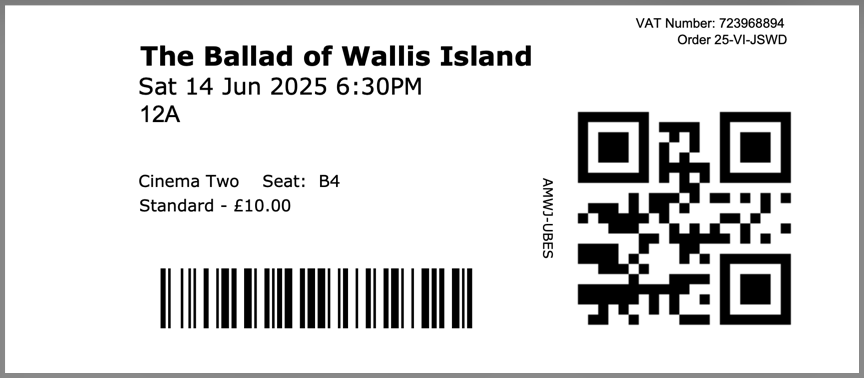 VAT Number: 723968894
Order 25-VI-JSWD
The Ballad of Wallis Island
Sat 14 Jun 2025 6:30PM
12A
Cinema Two Seat: B4
Standard - £10.00
AMWJ-UBES